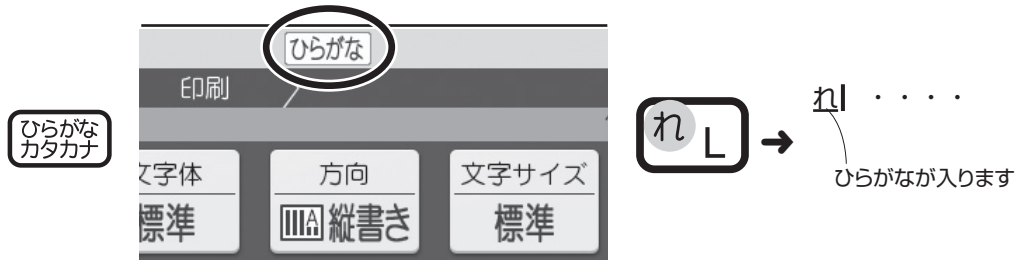 ひらがな
カタカナ
ひらがな
印刷
文字体
標準
方向
縦書き
文字サイズ
標準
れ L
れ ・・・・
ひらがなが入ります